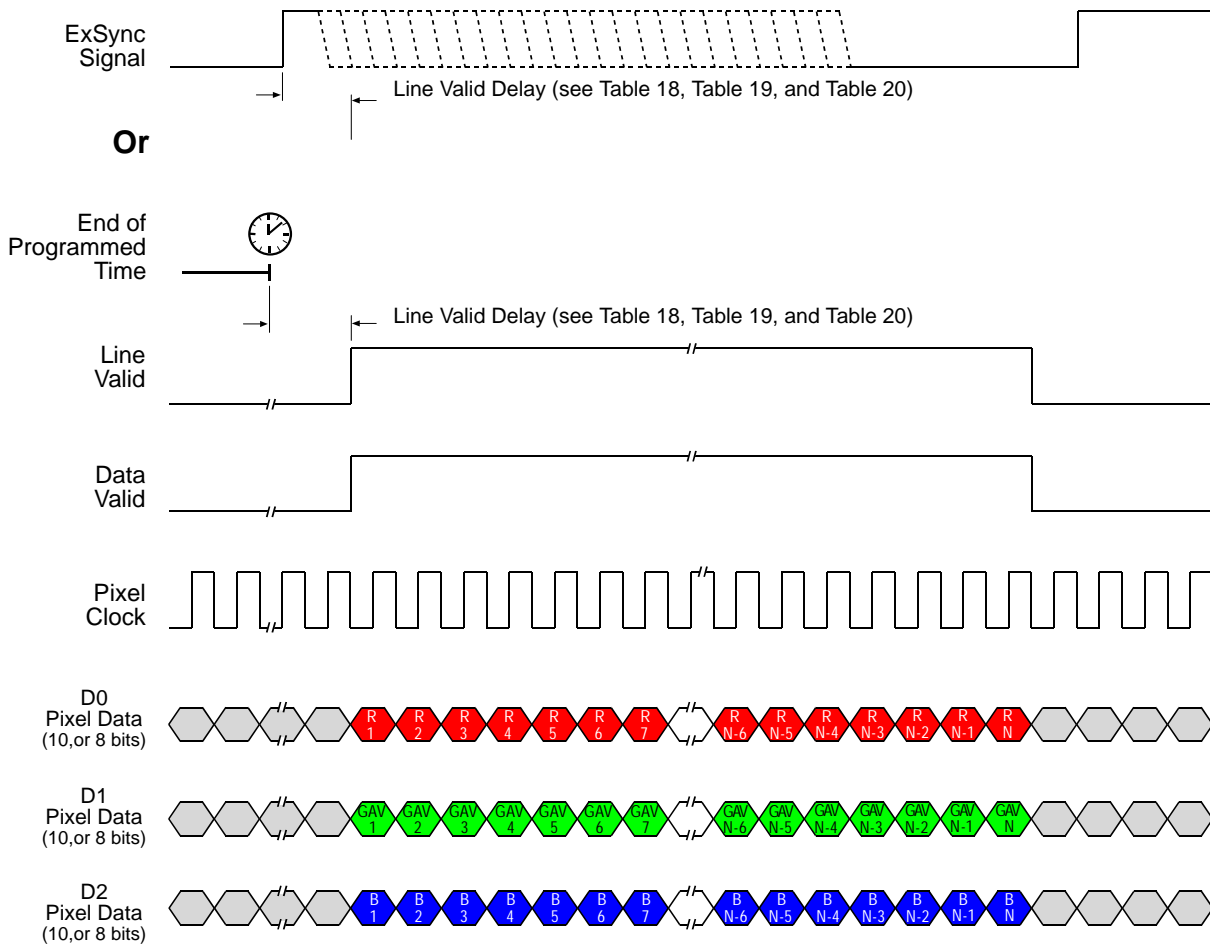 ExSync
Signal
Line Valid Delay (see Table 18, Table 19, and Table 20)
Or
End of
Programmed
Time
Line Valid Delay (see Table 18, Table 19, and Table 20)
Line
Valid
Data
Valid
Pixel
Clock
D0
Pixel Data
(10,or 8 bits)
R 1 R 2 R 3 R 4 R 5 R 6 R 7 R N-6 R N-5 R N-4 R N-3 R N-2 R N-1 R N
D1
Pixel Data
(10,or 8 bits)
GAV 1 GAV 2 GAV 3 GAV 4 GAV 5 GAV 6 GAV 7 GAV N-6 GAV N-5 GAV N-4 GAV N-3 GAV N-2 GAV N-1 GAV N
D2
Pixel Data
(10,or 8 bits)
B 1 B 2 B 3 B 4 B 5 B 6 B 7 B N-6 B N-5 B N-4 B N-3 B N-2 B N-1 B N